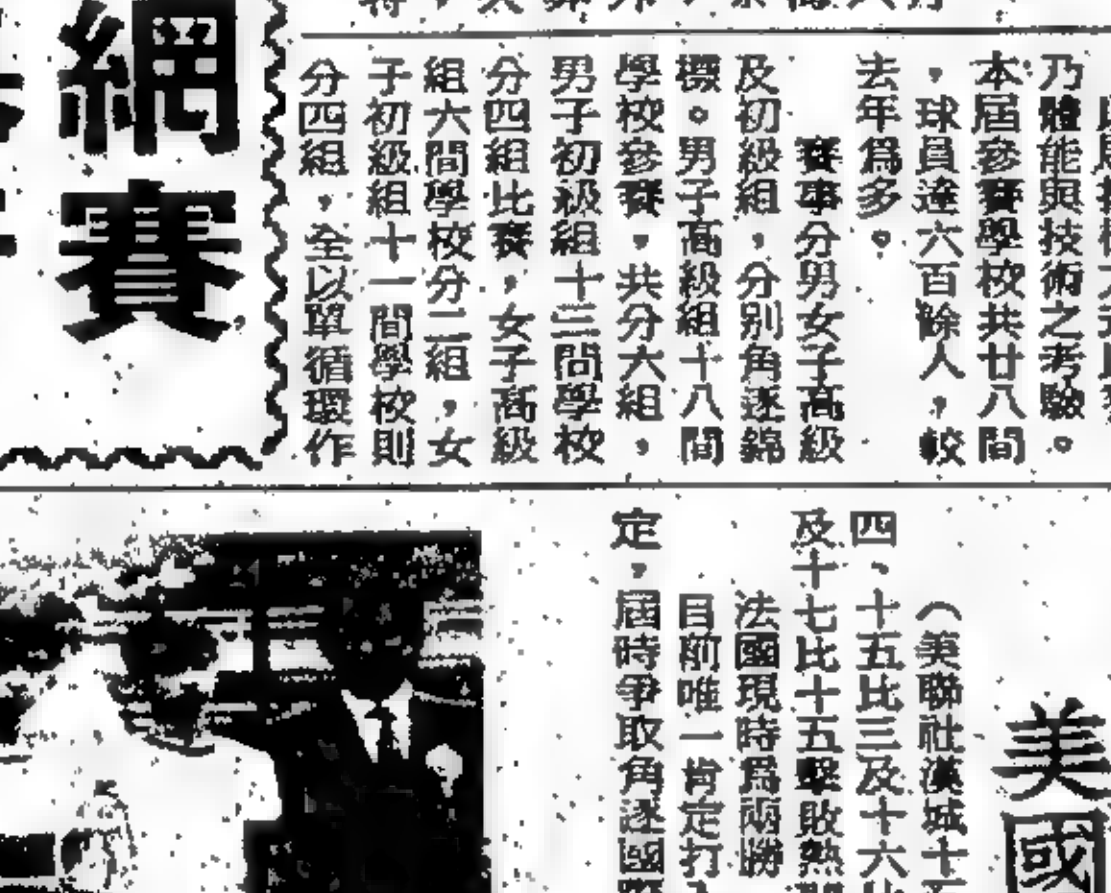 乃體能與技術之考驗。
本屆參賽學校共廿八間
，球員達六百餘人，較
去年爲多。
賽事分男女子高級
及初級組，分別角逐錦
標。男子高級組十八間
學校參賽，共分六組，
男子初級組十三間學校
分四組比賽，女子高級
組六間學校分二組，女
子初級組十一間學校則
分四組，全以單循環作
網賽
美國
（美聯社漢城十
四、十五比三及十六
及十七比十五擊敗熱
法國現時爲兩勝
目前唯一肯定打
定，屆時爭取角逐國